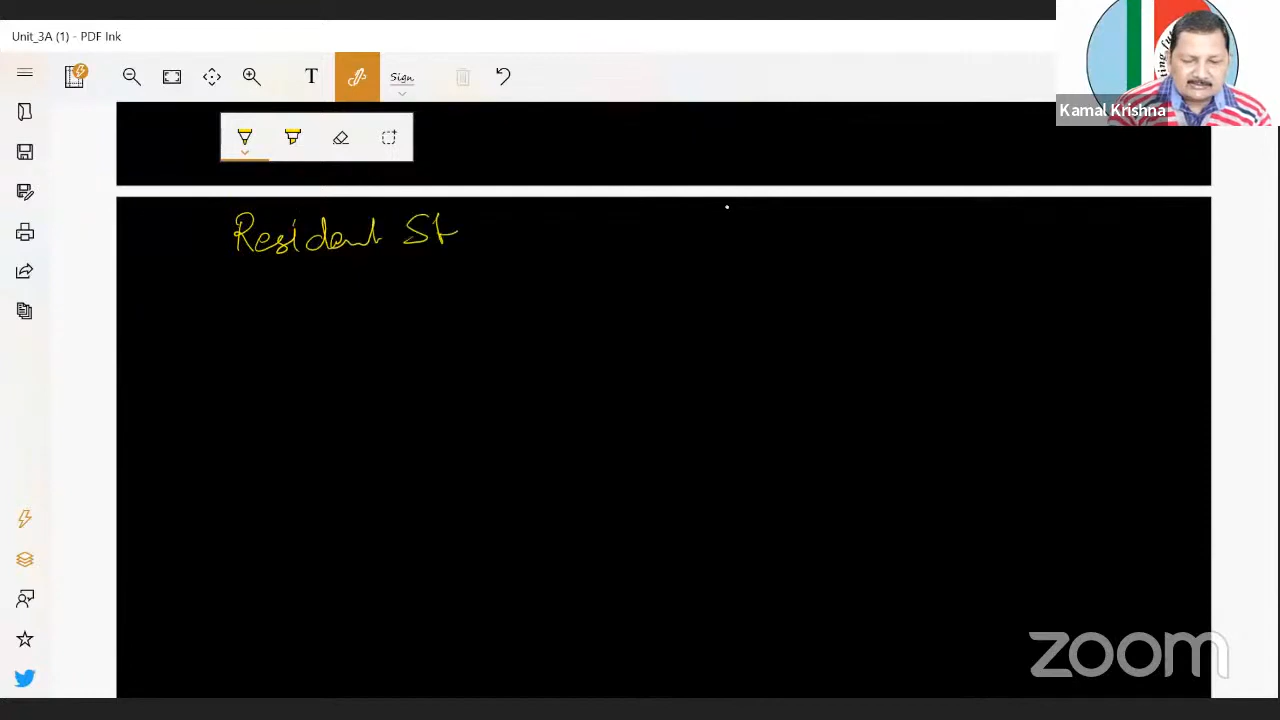 Unit_3A (1) - PDF Ink
T
Sign
Kamal Krishna
Resident St
zoom